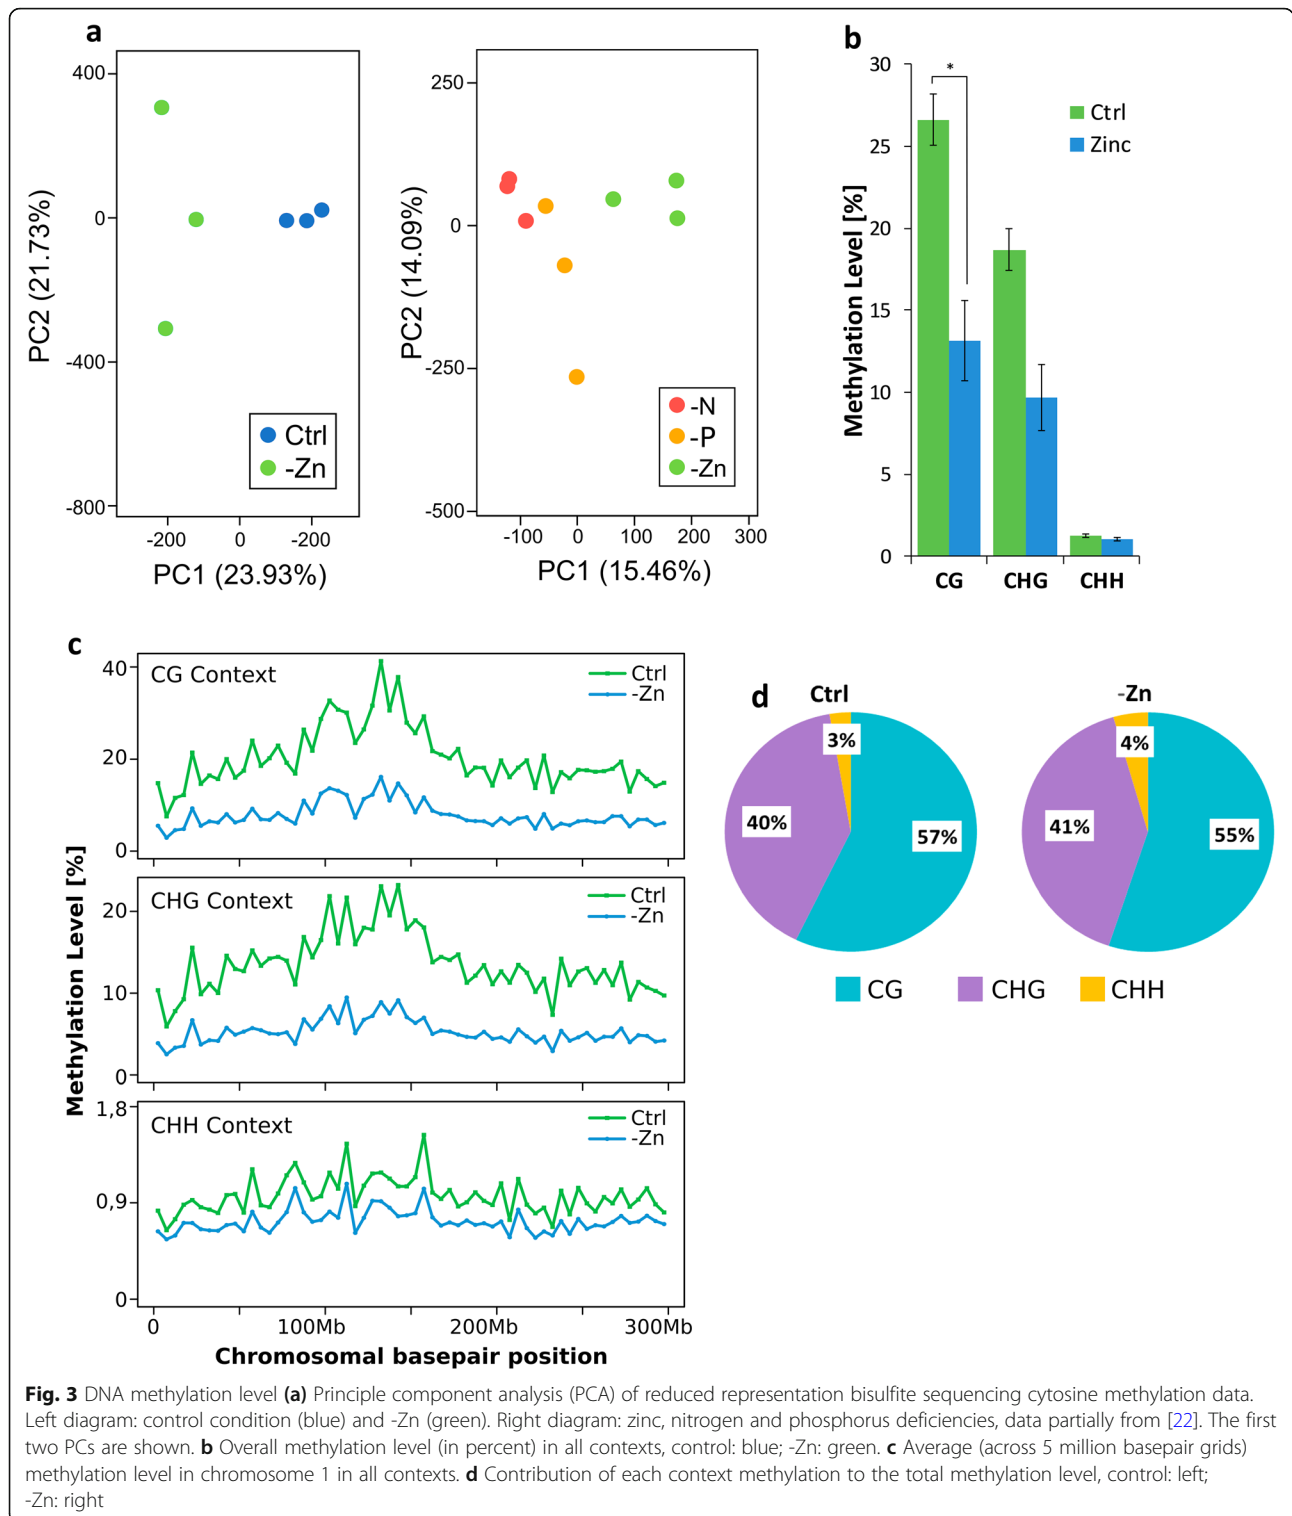 a
400
0
-400
-800
-200
0
-200
PC2 (21.73%)
PC1 (23.93%)
Ctrl
-Zn
250
0
-250
-500
-100
0
100
200
300
PC2 (14.09%)
PC1 (15.46%)
-N
-P
-Zn
b
30
25
20
15
10
5
0
Methylation Level [%]
*
Ctrl
Zinc
CG
CHG
CHH
c
CG Context
Ctrl
-Zn
40
20
0
CHG Context
Ctrl
-Zn
20
10
0
CHH Context
Ctrl
-Zn
1,8
0,9
0
Methylation Level [%]
0
100Mb
200Mb
300Mb
Chromosomal basepair position
d
Ctrl
3%
40%
57%
-Zn
4%
41%
55%
CG
CHG
CHH
Fig. 3 DNA methylation level (a) Principle component analysis (PCA) of reduced representation bisulfite sequencing cytosine methylation data.
Left diagram: control condition (blue) and -Zn (green). Right diagram: zinc, nitrogen and phosphorus deficiencies, data partially from [22]. The first
two PCs are shown. b Overall methylation level (in percent) in all contexts, control: blue; -Zn: green. c Average (across 5 million basepair grids)
methylation level in chromosome 1 in all contexts. d Contribution of each context methylation to the total methylation level, control: left;
-Zn: right